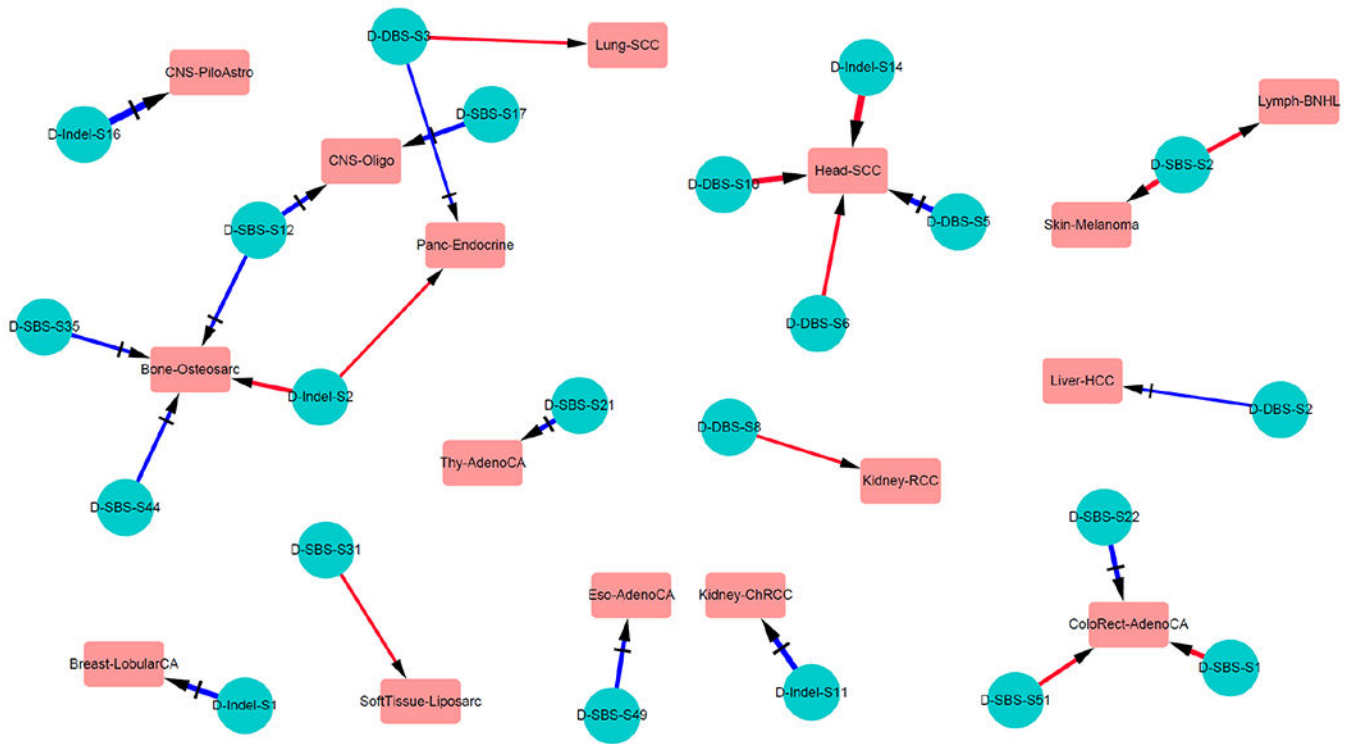 D-DBS-S3
Lung-SCC
CNS-PiloAstro
D-Indel-S16
D-SBS-S17
CNS-Oligo
D-SBS-S12
Panc-Endocrine
D-SBS-S35
Bone-Osteosarc
D-Indel-S2
D-SBS-S44
D-Indel-S14
D-DBS-S10
Head-SCC
D-DBS-S5
D-DBS-S6
Lymph-BNHL
D-SBS-S2
Skin-Melanoma
Liver-HCC
D-DBS-S2
D-SBS-S21
Thy-AdenoCA
D-DBS-S8
Kidney-RCC
D-SBS-S31
SoftTissue-Liposarc
Breast-LobularCA
D-Indel-S1
Eso-AdenoCA
D-SBS-S49
Kidney-ChRCC
D-Indel-S11
D-SBS-S22
ColoRect-AdenoCA
D-SBS-S1
D-SBS-S51